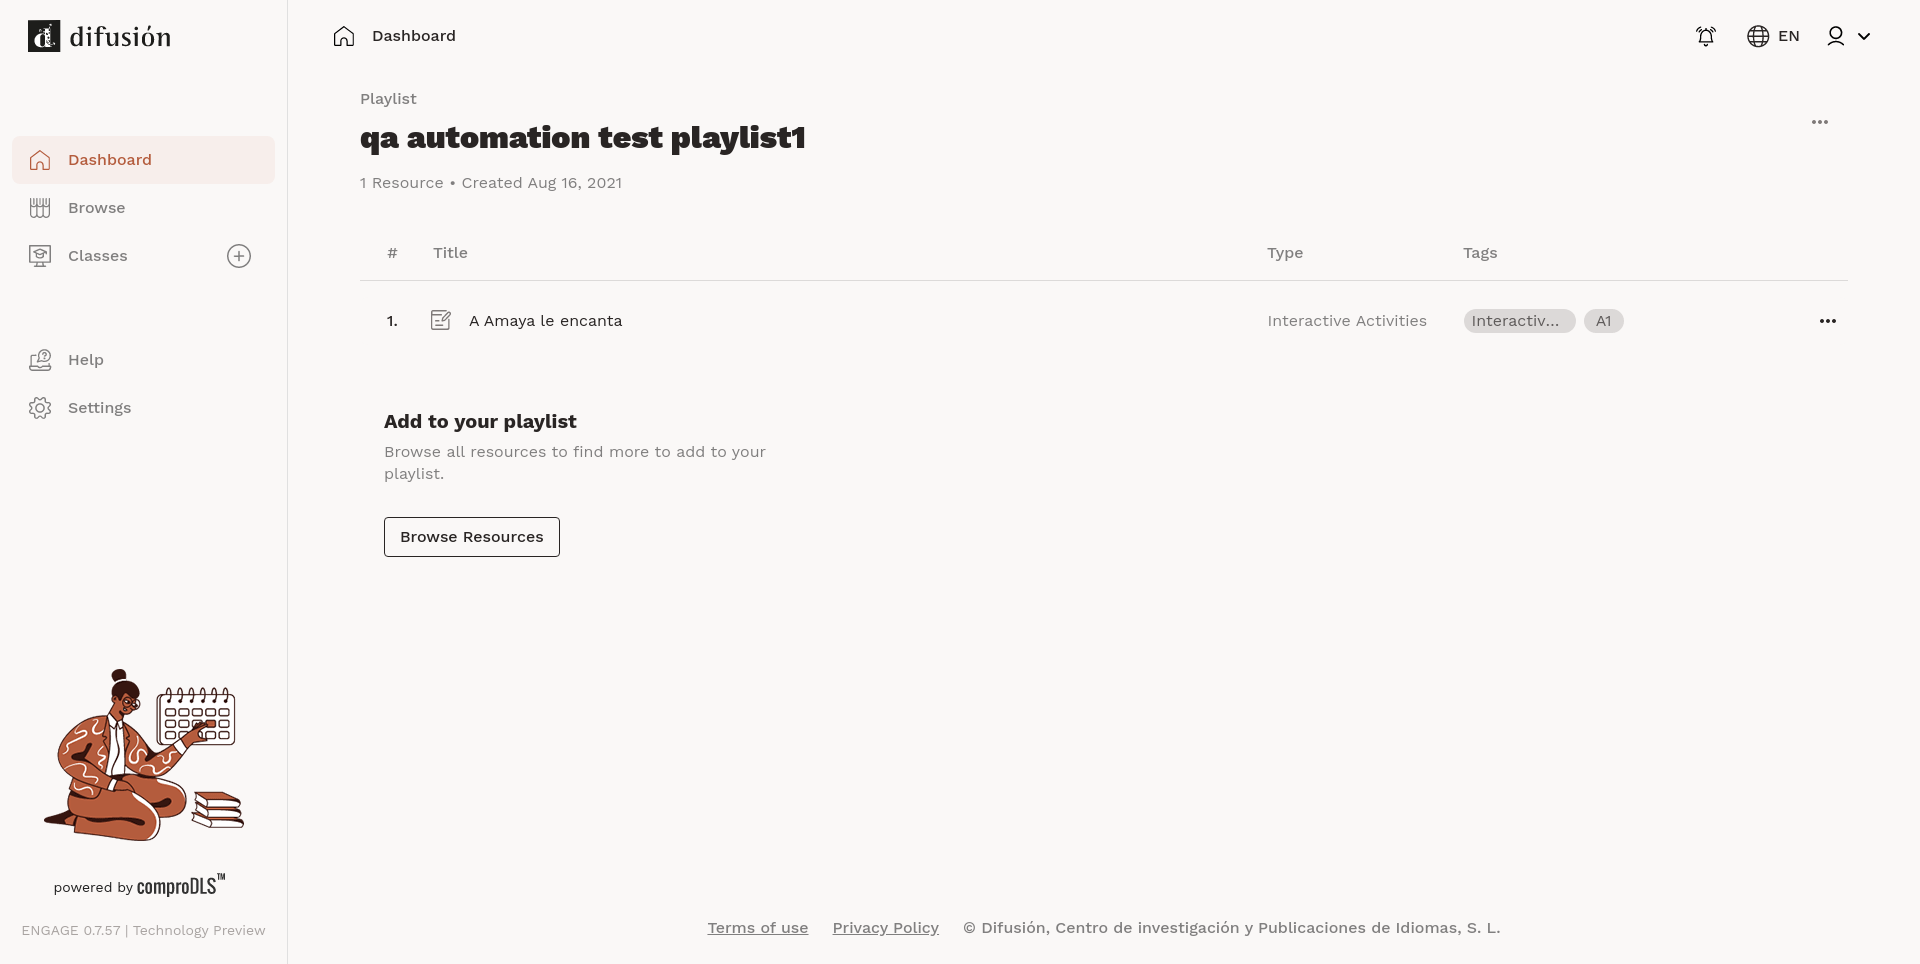 difusión
Dashboard
EN
Dashboard
Browse
Classes
Help
Settings
Playlist
qa automation test playlist1
1 Resource • Created Aug 16, 2021
# Title Type Tags
1. A Amaya le encanta Interactive Activities Interactiv... A1
Add to your playlist
Browse all resources to find more to add to your
playlist.
Browse Resources
powered by comproDLS™
ENGAGE 0.7.57 | Technology Preview
Terms of use Privacy Policy © Difusión, Centro de investigación y Publicaciones de Idiomas, S. L.